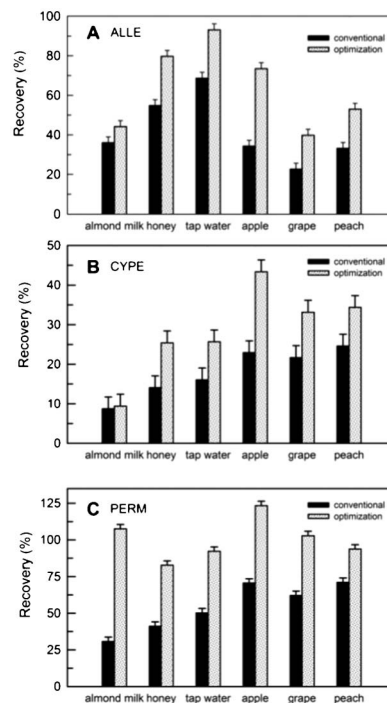 A ALLE
conventional
optimization
Recovery (%)
100
80
60
40
20
0
almond milk honey tap water apple grape peach
B CYPE
conventional
optimization
Recovery (%)
50
40
30
20
10
0
almond milk honey tap water apple grape peach
C PERM
conventional
optimization
Recovery (%)
125
100
75
50
25
0
almond milk honey tap water apple grape peach